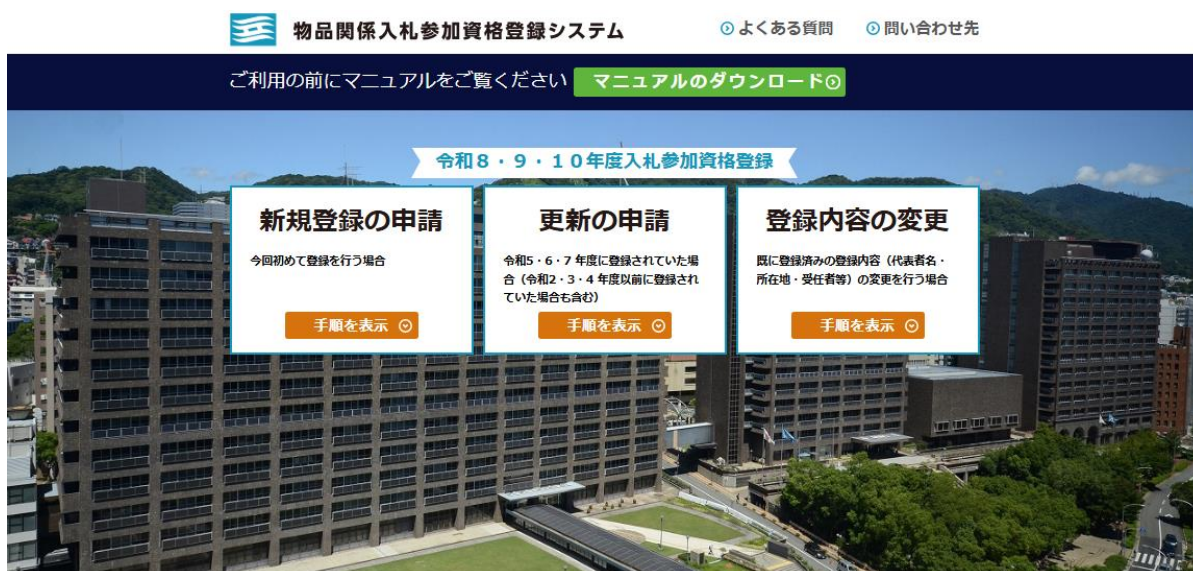 物品関係入札参加資格登録システム
よくある質問
問い合わせ先
ご利用の前にマニュアルをご覧ください
マニュアルのダウンロード
令和8・9・10年度入札参加資格登録
新規登録の申請
今回初めて登録を行う場合
手順を表示
更新の申請
令和5・6・7 年度に登録されていた場
合（令和2・3・4 年度以前に登録され
ていた場合も含む）
手順を表示
登録内容の変更
既に登録済みの登録内容（代表者名・
所在地・受任者等）の変更を行う場合
手順を表示